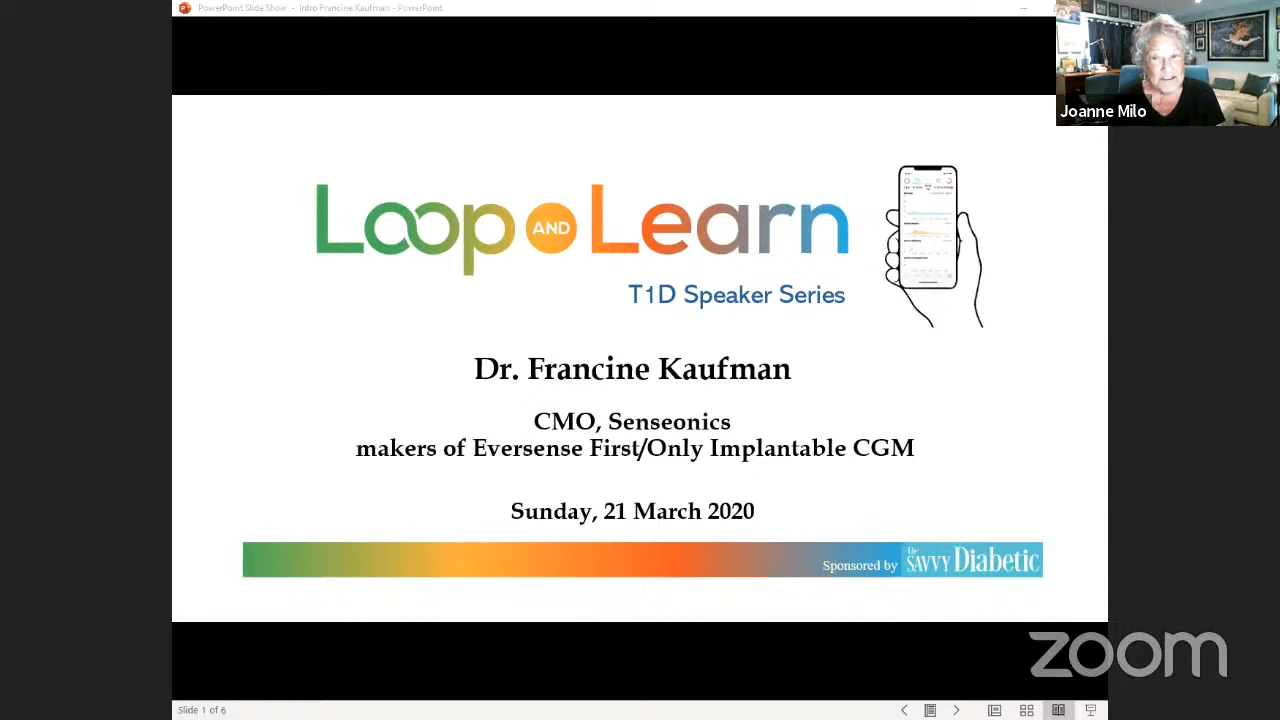 PowerPoint Slide Show - Intro Francine Kaufman - PowerPoint
Joanne Milo
Loop AND Learn
T1D Speaker Series
Dr. Francine Kaufman
CMO, Senseonics
makers of Eversense First/Only Implantable CGM
Sunday, 21 March 2020
Sponsored by The SAVVY Diabetic
zoom
Slide 1 of 6